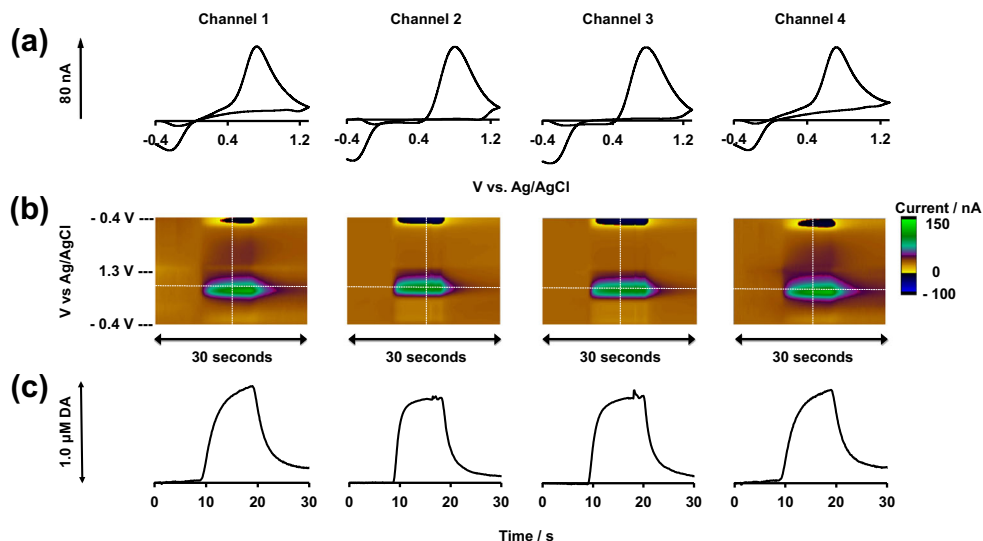 Channel 1 Channel 2 Channel 3 Channel 4
(a)
80 nA
-0.4 0.4 1.2 -0.4 0.4 1.2 -0.4 0.4 1.2 -0.4 0.4 1.2
V vs. Ag/AgCl
(b)
V vs Ag/AgCl
- 0.4 V ---
1.3 V ---
- 0.4 V ---
Current / nA
150
0
- 100
30 seconds 30 seconds 30 seconds 30 seconds
(c)
1.0 µM DA
0 10 20 30 0 10 20 30 0 10 20 30 0 10 20 30
Time / s